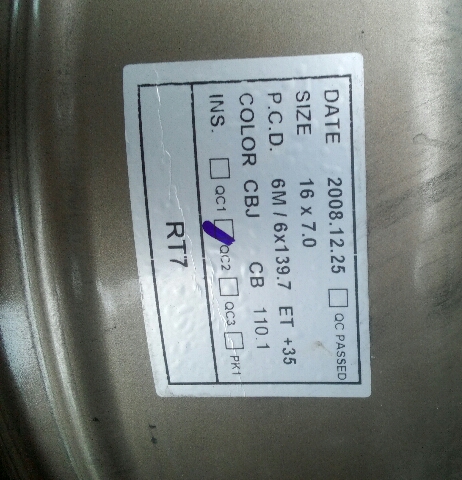 DATE 2008.12.25 QC PASSED
SIZE 16 x 7.0
P.C.D. 6M / 6x139.7 ET +35
COLOR CBJ CB 110.1
INS. QC1 QC2 QC3 PK1
RT7